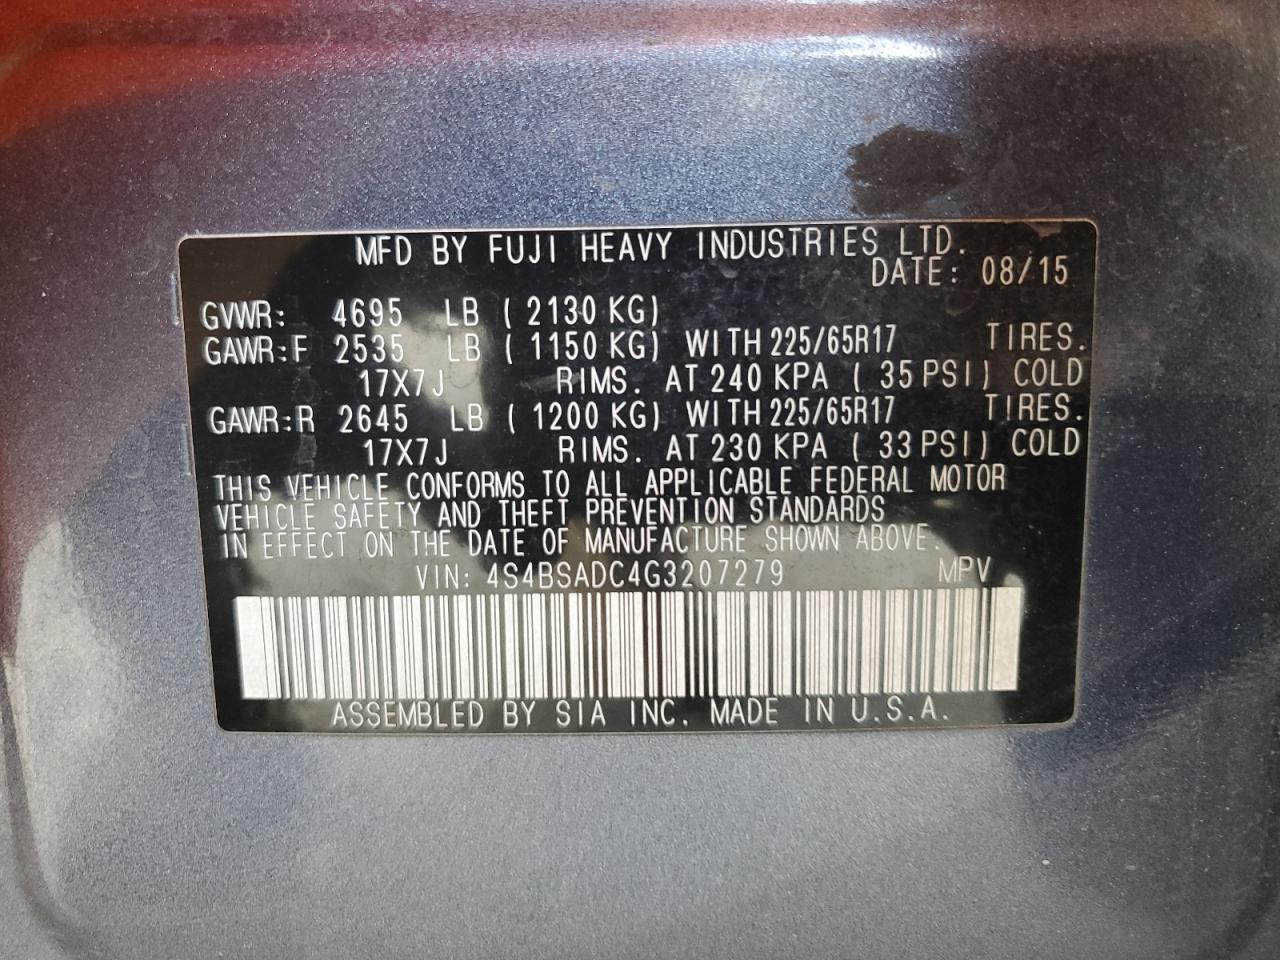 MFD BY FUJI HEAVY INDUSTRIES LTD.
DATE: 08/15
GVWR: 4695 LB ( 2130 KG)
GAWR:F 2535 LB ( 1150 KG) WITH 225/65R17 TIRES.
17X7J RIMS. AT 240 KPA ( 35 PSI) COLD
GAWR:R 2645 LB ( 1200 KG) WITH 225/65R17 TIRES.
17X7J RIMS. AT 230 KPA ( 33 PSI) COLD
THIS VEHICLE CONFORMS TO ALL APPLICABLE FEDERAL MOTOR
VEHICLE SAFETY AND THEFT PREVENTION STANDARDS
IN EFFECT ON THE DATE OF MANUFACTURE SHOWN ABOVE.
VIN: 4S4BSADC4G3207279 MPV
ASSEMBLED BY SIA INC. MADE IN U.S.A.